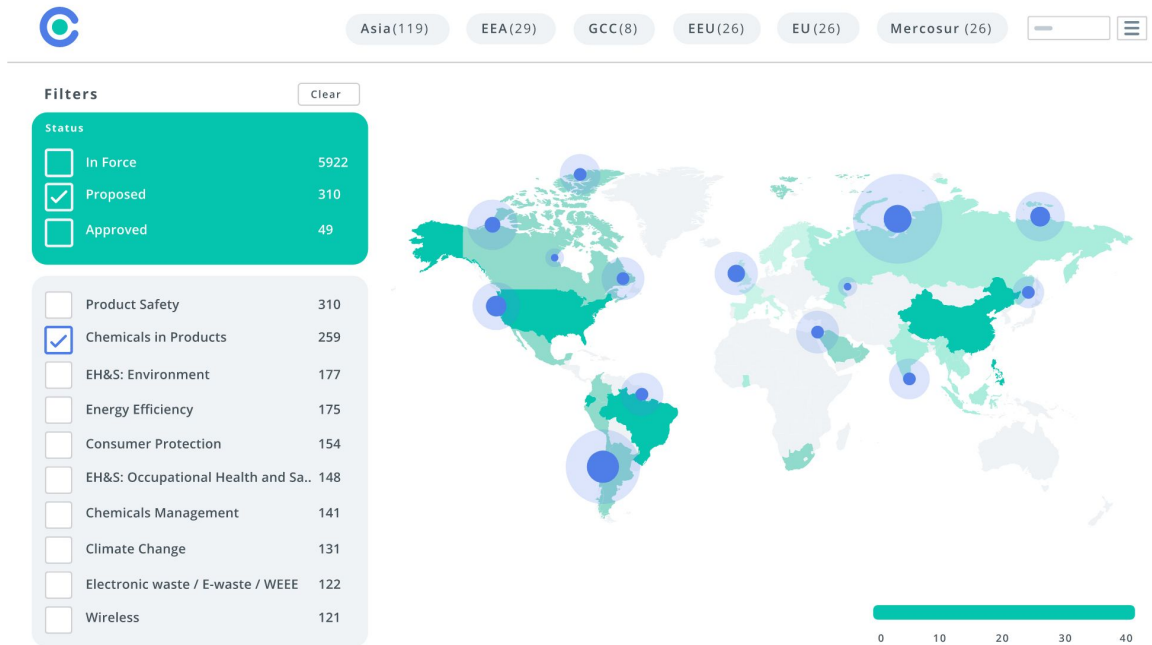 Asia(119) EEA(29) GCC(8) EEU(26) EU(26) Mercosur (26)
Filters Clear
Status
In Force 5922
Proposed 310
Approved 49
Product Safety 310
Chemicals in Products 259
EH&S: Environment 177
Energy Efficiency 175
Consumer Protection 154
EH&S: Occupational Health and Sa.. 148
Chemicals Management 141
Climate Change 131
Electronic waste / E-waste / WEEE 122
Wireless 121
0 10 20 30 40